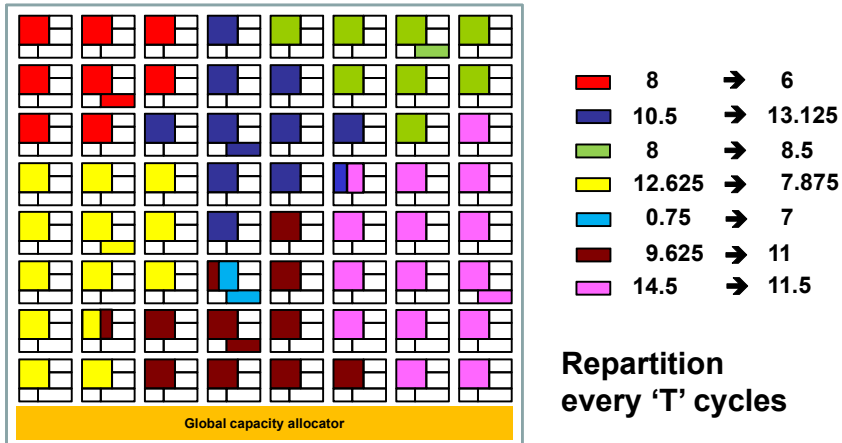 8 ➔ 6
10.5 ➔ 13.125
8 ➔ 8.5
12.625 ➔ 7.875
0.75 ➔ 7
9.625 ➔ 11
14.5 ➔ 11.5
Repartition
every ‘T’ cycles
Global capacity allocator